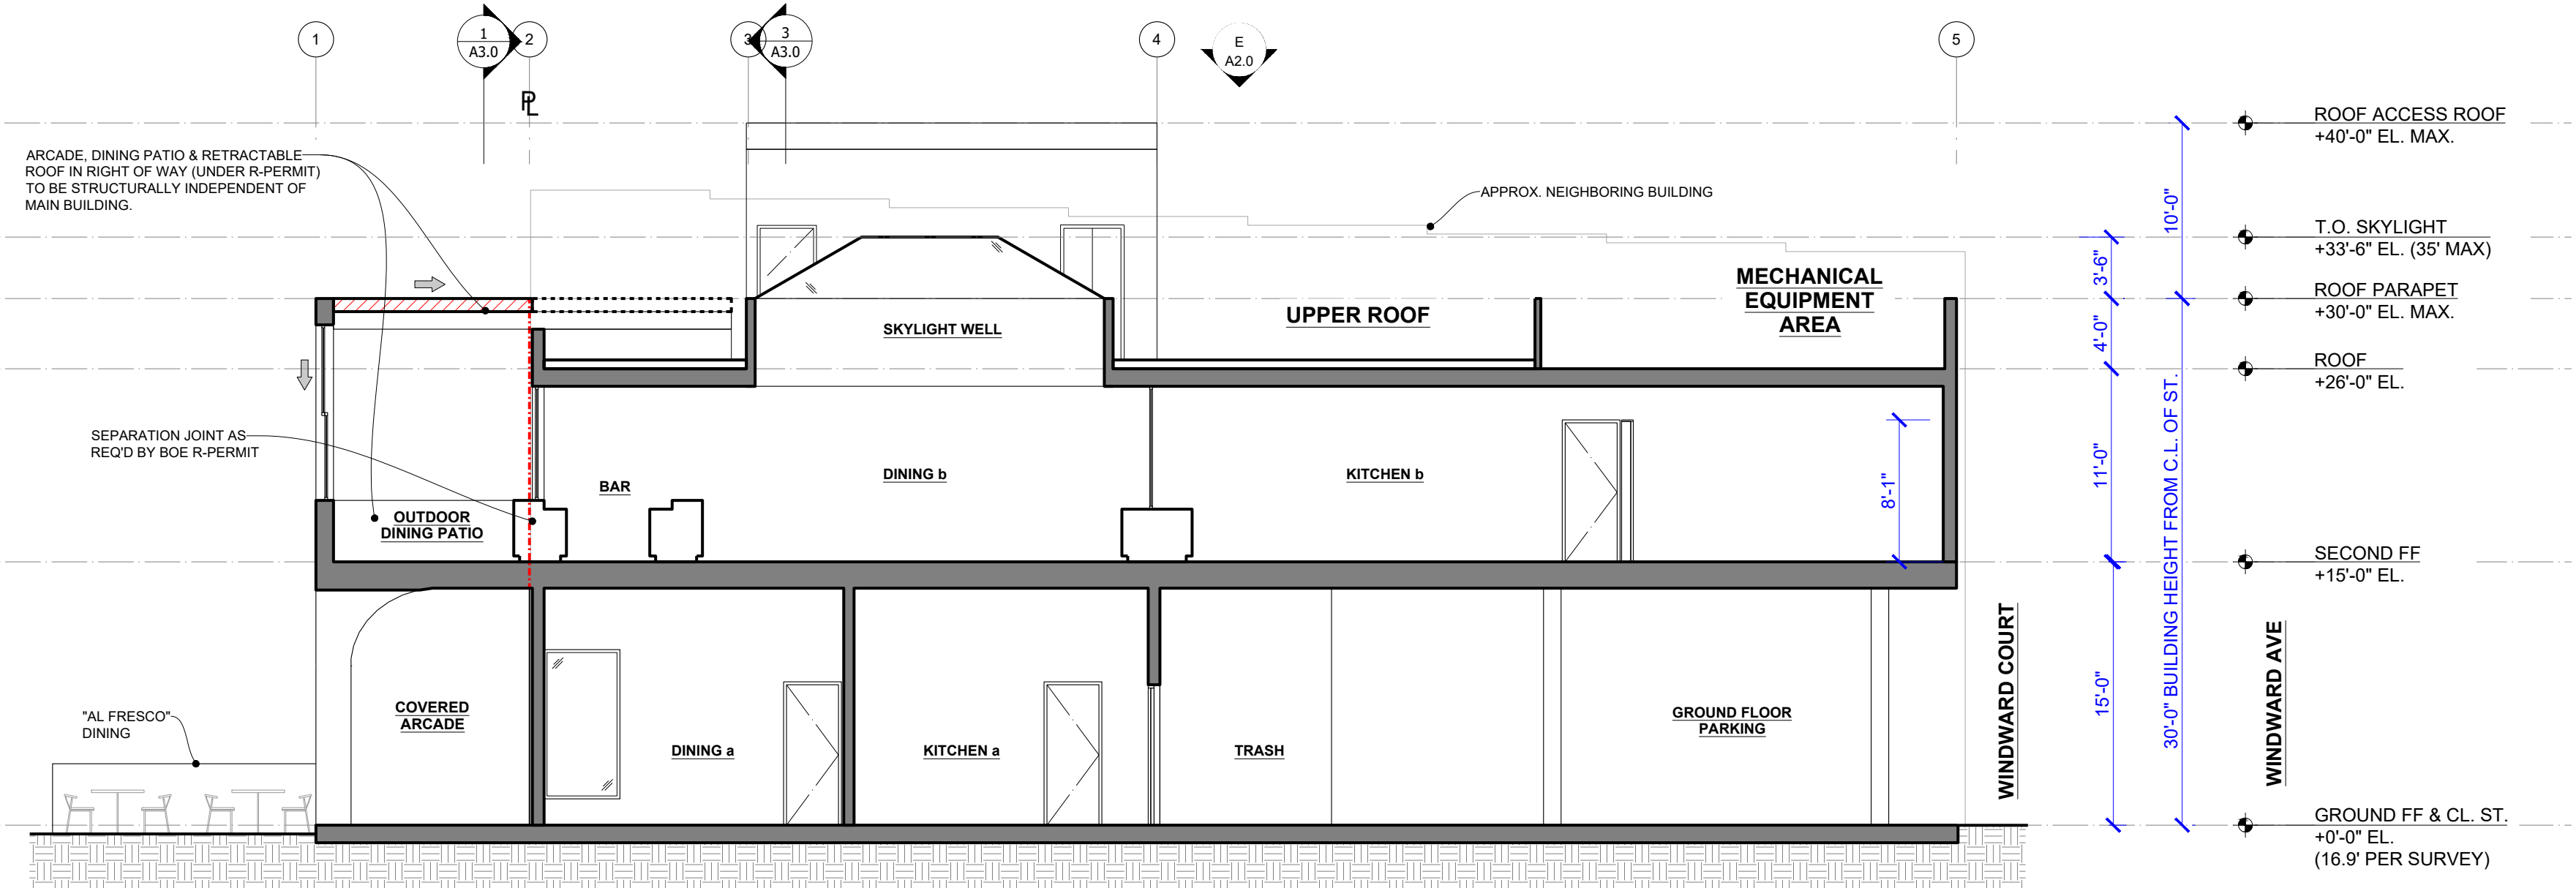 1
1
A3.0
2
3
3
A3.0
4
E
A2.0
5
PL
ARCADE, DINING PATIO & RETRACTABLE
ROOF IN RIGHT OF WAY (UNDER R-PERMIT)
TO BE STRUCTURALLY INDEPENDENT OF
MAIN BUILDING.
APPROX. NEIGHBORING BUILDING
ROOF ACCESS ROOF
+40'-0" EL. MAX.
10'-0"
T.O. SKYLIGHT
+33'-6" EL. (35' MAX)
3'-6"
MECHANICAL
EQUIPMENT
AREA
UPPER ROOF
SKYLIGHT WELL
ROOF PARAPET
+30'-0" EL. MAX.
4'-0"
ROOF
+26'-0" EL.
SEPARATION JOINT AS
REQ'D BY BOE R-PERMIT
BAR
DINING b
KITCHEN b
8'-1"
11'-0"
30'-0" BUILDING HEIGHT FROM C.L. OF ST.
OUTDOOR
DINING PATIO
SECOND FF
+15'-0" EL.
WINDWARD COURT
15'-0"
WINDWARD AVE
"AL FRESCO"
DINING
COVERED
ARCADE
DINING a
KITCHEN a
TRASH
GROUND FLOOR
PARKING
GROUND FF & CL. ST.
+0'-0" EL.
(16.9' PER SURVEY)